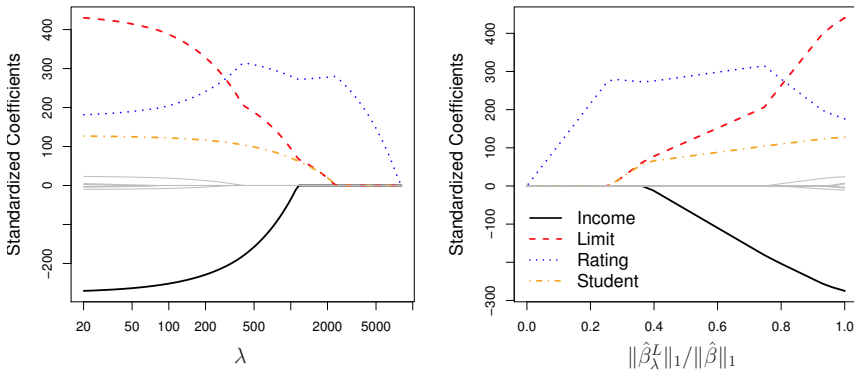 Standardized Coefficients
400
300
200
100
0
-200
20 50 100 200 500 2000 5000
λ
Standardized Coefficients
400
300
200
100
0
-100
-300
Income
Limit
Rating
Student
0.0 0.2 0.4 0.6 0.8 1.0
‖β̂λL‖1/‖β̂‖1